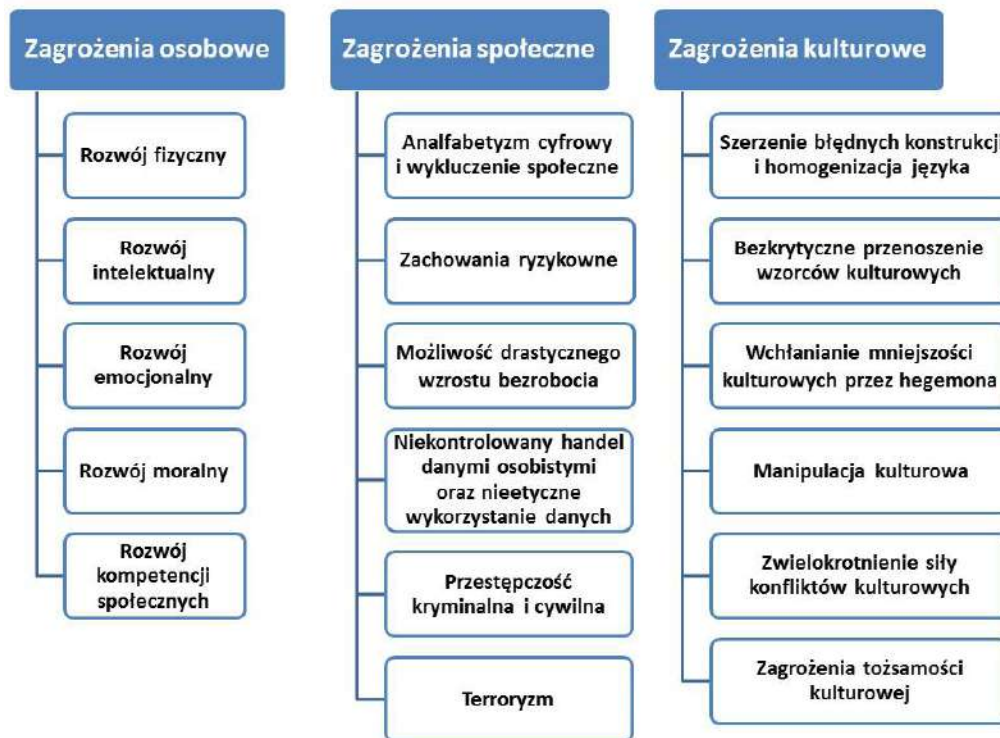 Zagrożenia osobowe
Rozwój fizyczny
Rozwój
intelektualny
Rozwój
emocjonalny
Rozwój moralny
Rozwój
kompetencji
społecznych
Zagrożenia społeczne
Analfabetyzm cyfrowy
i wykluczenie społeczne
Zachowania ryzykowne
Możliwość drastycznego
wzrostu bezrobocia
Niekontrolowany handel
danymi osobistymi
oraz nieetyczne
wykorzystanie danych
Przestępczość
kryminalna i cywilna
Terroryzm
Zagrożenia kulturowe
Szerzenie błędnych konstrukcji
i homogenizacja języka
Bezkrytyczne przenoszenie
wzorców kulturowych
Wchłanianie mniejszości
kulturowych przez hegemona
Manipulacja kulturowa
Zwielokrotnienie siły
konfliktów kulturowych
Zagrożenia tożsamości
kulturowej